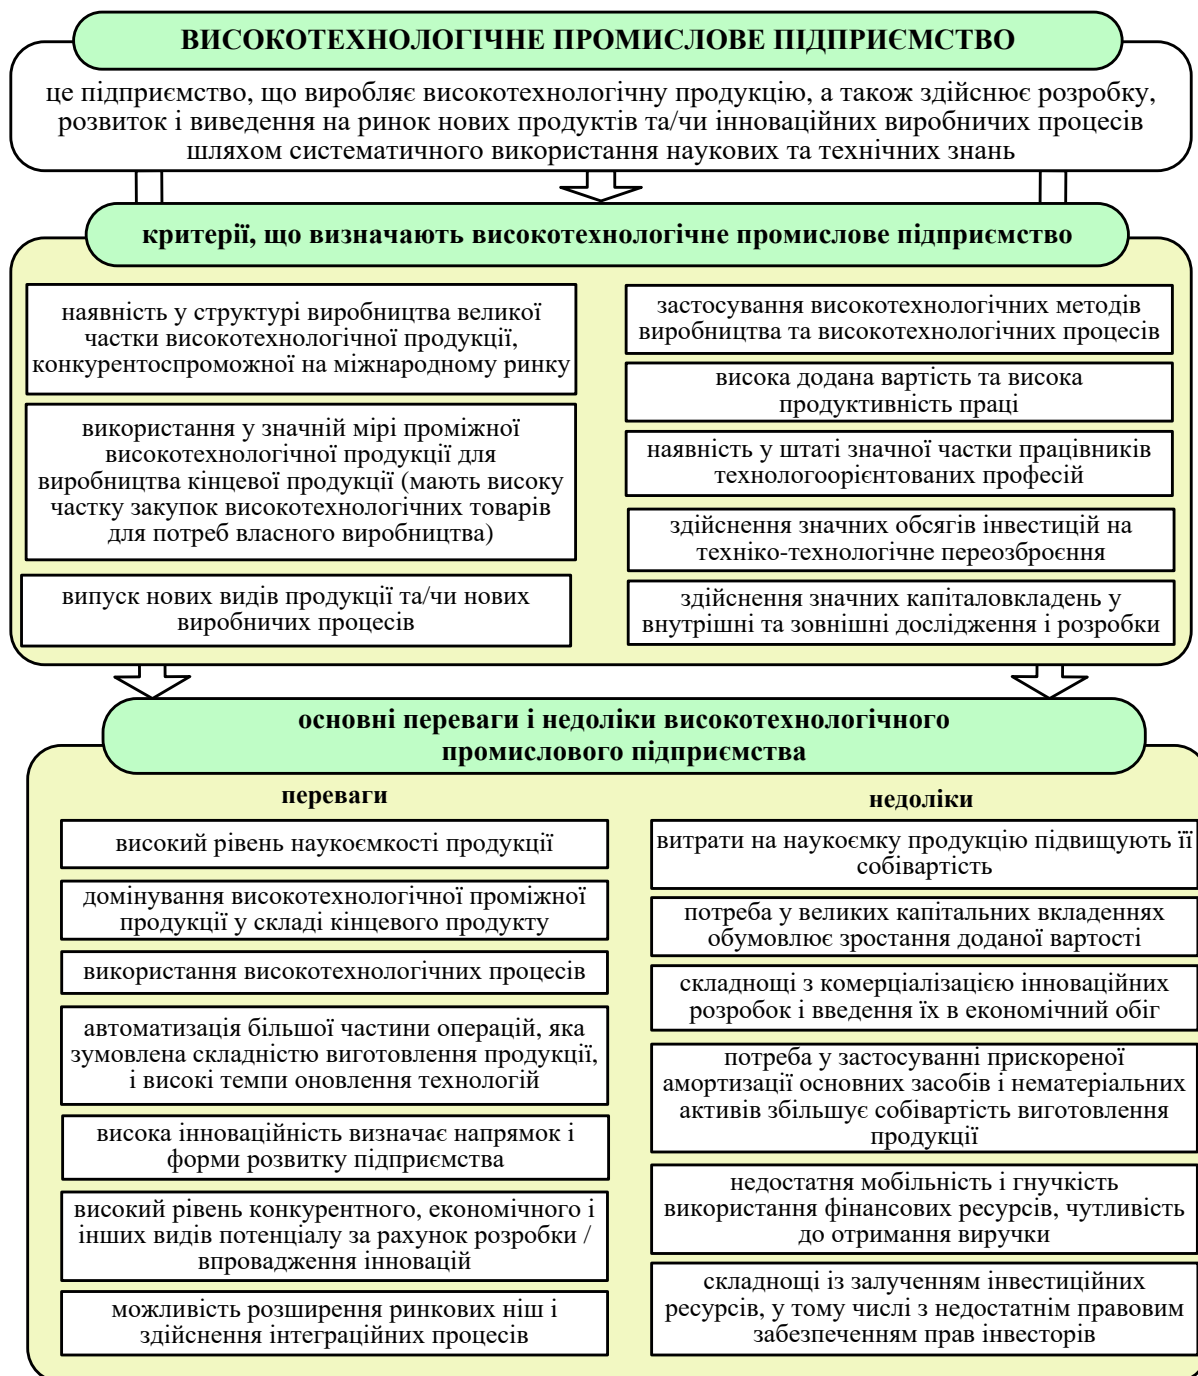 ВИСОКОТЕХНОЛОГІЧНЕ ПРОМИСЛОВЕ ПІДПРИЄМСТВО
це підприємство, що виробляє високотехнологічну продукцію, а також здійснює розробку,
розвиток і виведення на ринок нових продуктів та/чи інноваційних виробничих процесів
шляхом систематичного використання наукових та технічних знань
критерії, що визначають високотехнологічне промислове підприємство
наявність у структурі виробництва великої
частки високотехнологічної продукції,
конкурентоспроможної на міжнародному ринку
використання у значній мірі проміжної
високотехнологічної продукції для
виробництва кінцевої продукції (мають високу
частку закупок високотехнологічних товарів
для потреб власного виробництва)
випуск нових видів продукції та/чи нових
виробничих процесів
застосування високотехнологічних методів
виробництва та високотехнологічних процесів
висока додана вартість та висока
продуктивність праці
наявність у штаті значної частки працівників
технологоорієнтованих професій
здійснення значних обсягів інвестицій на
техніко-технологічне переозброєння
здійснення значних капіталовкладень у
внутрішні та зовнішні дослідження і розробки
основні переваги і недоліки високотехнологічного
промислового підприємства
переваги
високий рівень наукоємкості продукції
домінування високотехнологічної проміжної
продукції у складі кінцевого продукту
використання високотехнологічних процесів
автоматизація більшої частини операцій, яка
зумовлена складністю виготовлення продукції,
і високі темпи оновлення технологій
висока інноваційність визначає напрямок і
форми розвитку підприємства
високий рівень конкурентного, економічного і
інших видів потенціалу за рахунок розробки /
впровадження інновацій
можливість розширення ринкових ніш і
здійснення інтеграційних процесів
недоліки
витрати на наукоємку продукцію підвищують її
собівартість
потреба у великих капітальних вкладеннях
обумовлює зростання доданої вартості
складнощі з комерціалізацією інноваційних
розробок і введення їх в економічний обіг
потреба у застосуванні прискореної
амортизації основних засобів і нематеріальних
активів збільшує собівартість виготовлення
продукції
недостатня мобільність і гнучкість
використання фінансових ресурсів, чутливість
до отримання виручки
складнощі із залученням інвестиційних
ресурсів, у тому числі з недостатнім правовим
забезпеченням прав інвесторів